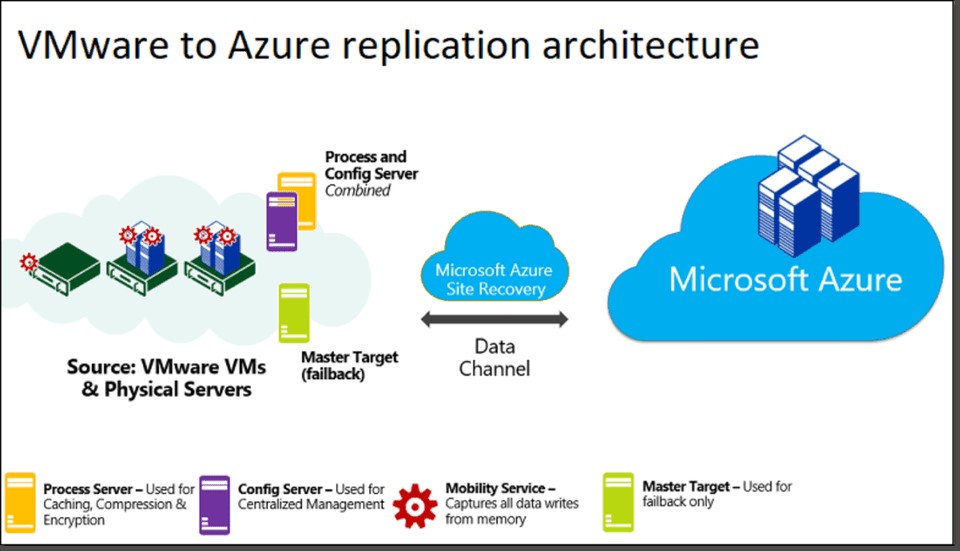 VMware to Azure replication architecture
Process and
Config Server
Combined
Microsoft Azure
Site Recovery
Microsoft Azure
Data
Channel
Master Target
(failback)
Source: VMware VMs
& Physical Servers
Process Server – Used for
Caching, Compression &
Encryption
Config Server – Used for
Centralized Management
Mobility Service –
Captures all data writes
from memory
Master Target – Used for
failback only